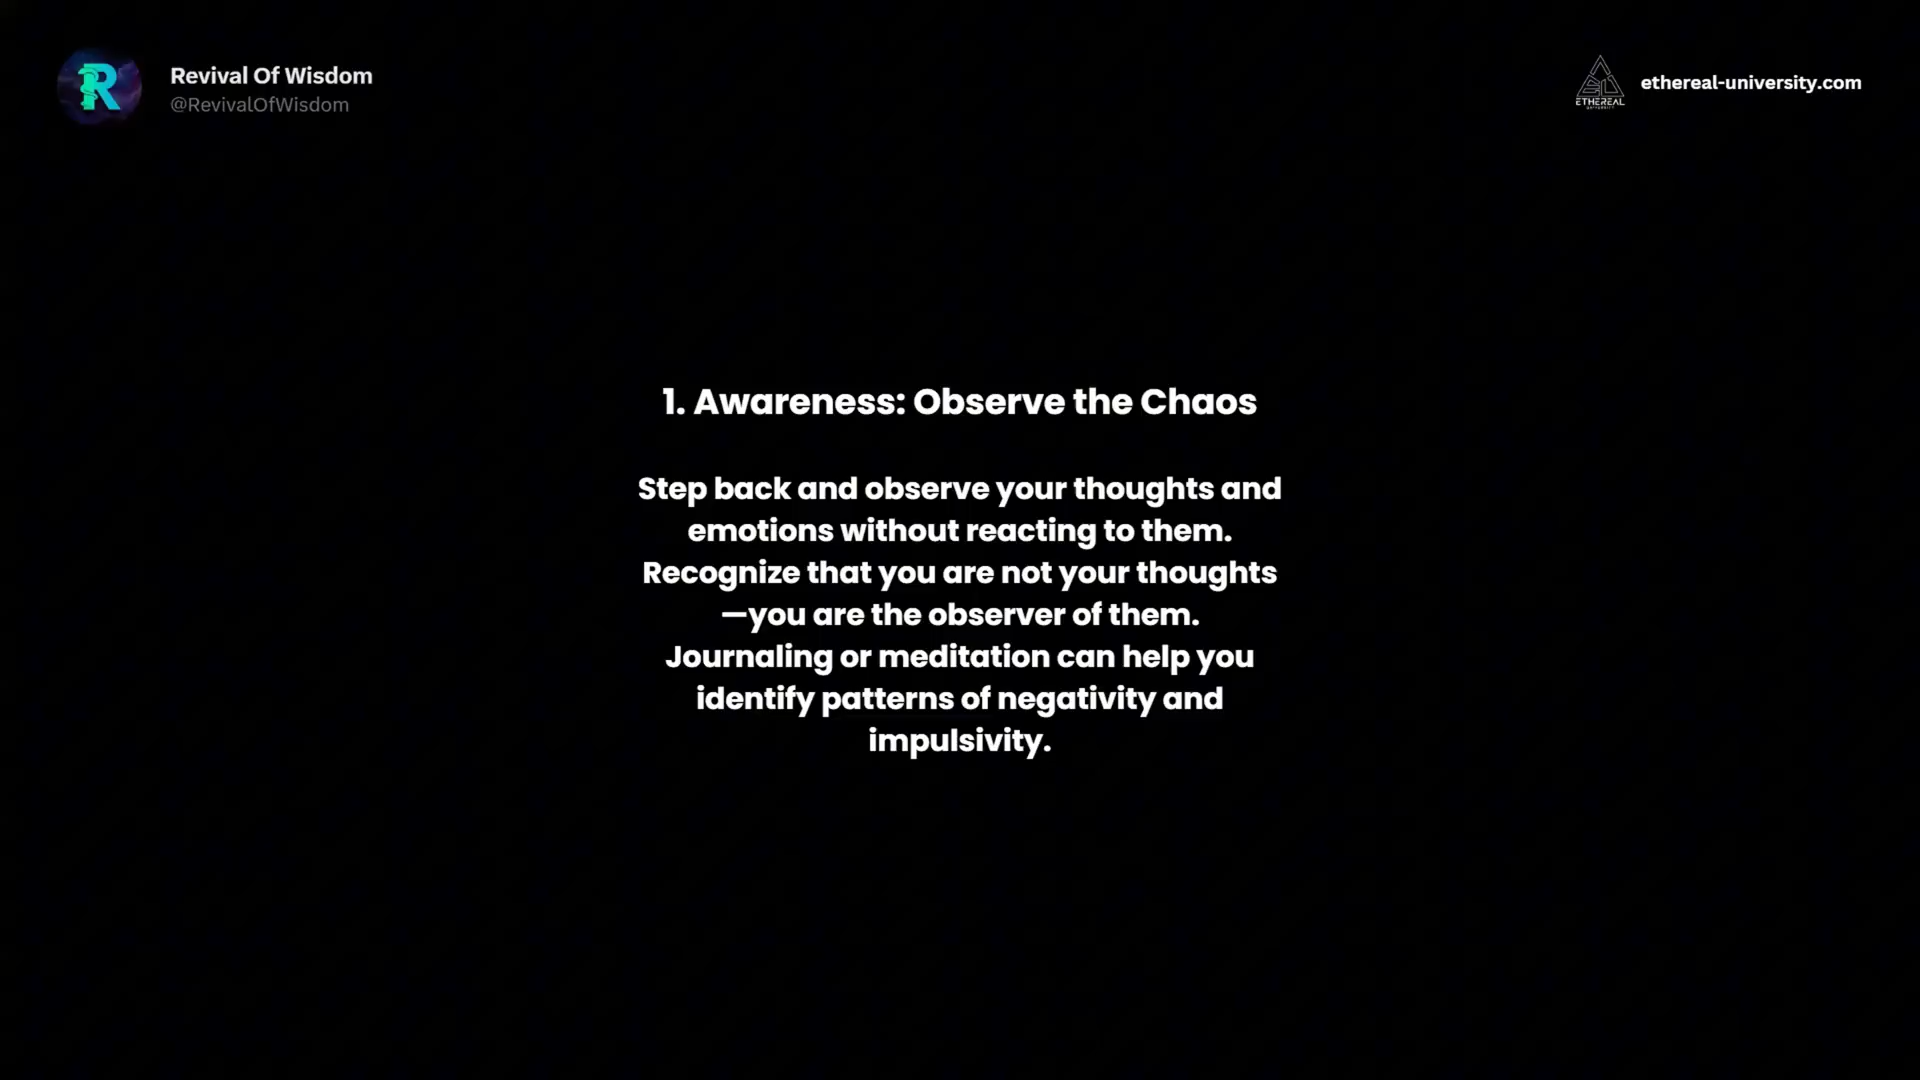 Revival Of Wisdom
@RevivalOfWisdom
ETHEREAL
UNIVERSITY
ethereal-university.com
1. Awareness: Observe the Chaos
Step back and observe your thoughts and
emotions without reacting to them.
Recognize that you are not your thoughts
—you are the observer of them.
Journaling or meditation can help you
identify patterns of negativity and
impulsivity.